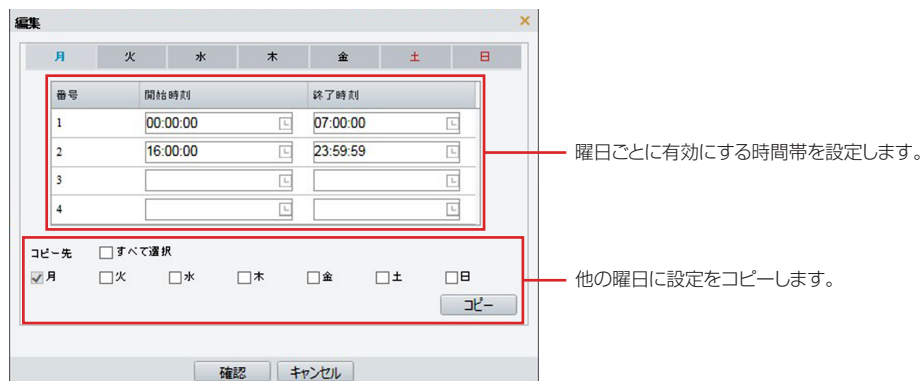 編集
月 火 水 木 金 土 日
番号 開始時刻 終了時刻
1 00:00:00 07:00:00
2 16:00:00 23:59:59
3
4
曜日ごとに有効にする時間帯を設定します。
コピー先 すべて選択
月 火 水 木 金 土 日
他の曜日に設定をコピーします。
コピー
確認 キャンセル